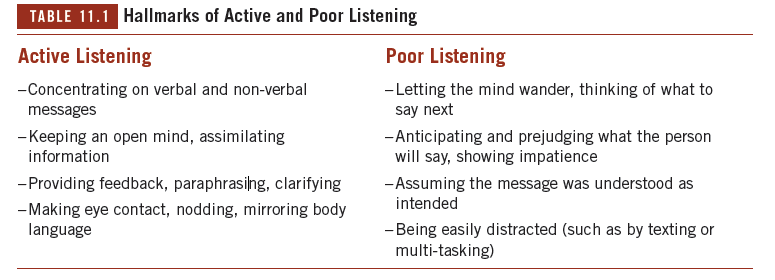 TABLE 11.1 Hallmarks of Active and Poor Listening
Active Listening
–Concentrating on verbal and non-verbal
messages
–Keeping an open mind, assimilating
information
–Providing feedback, paraphrasing, clarifying
–Making eye contact, nodding, mirroring body
language
Poor Listening
–Letting the mind wander, thinking of what to
say next
–Anticipating and prejudging what the person
will say, showing impatience
–Assuming the message was understood as
intended
–Being easily distracted (such as by texting or
multi-tasking)